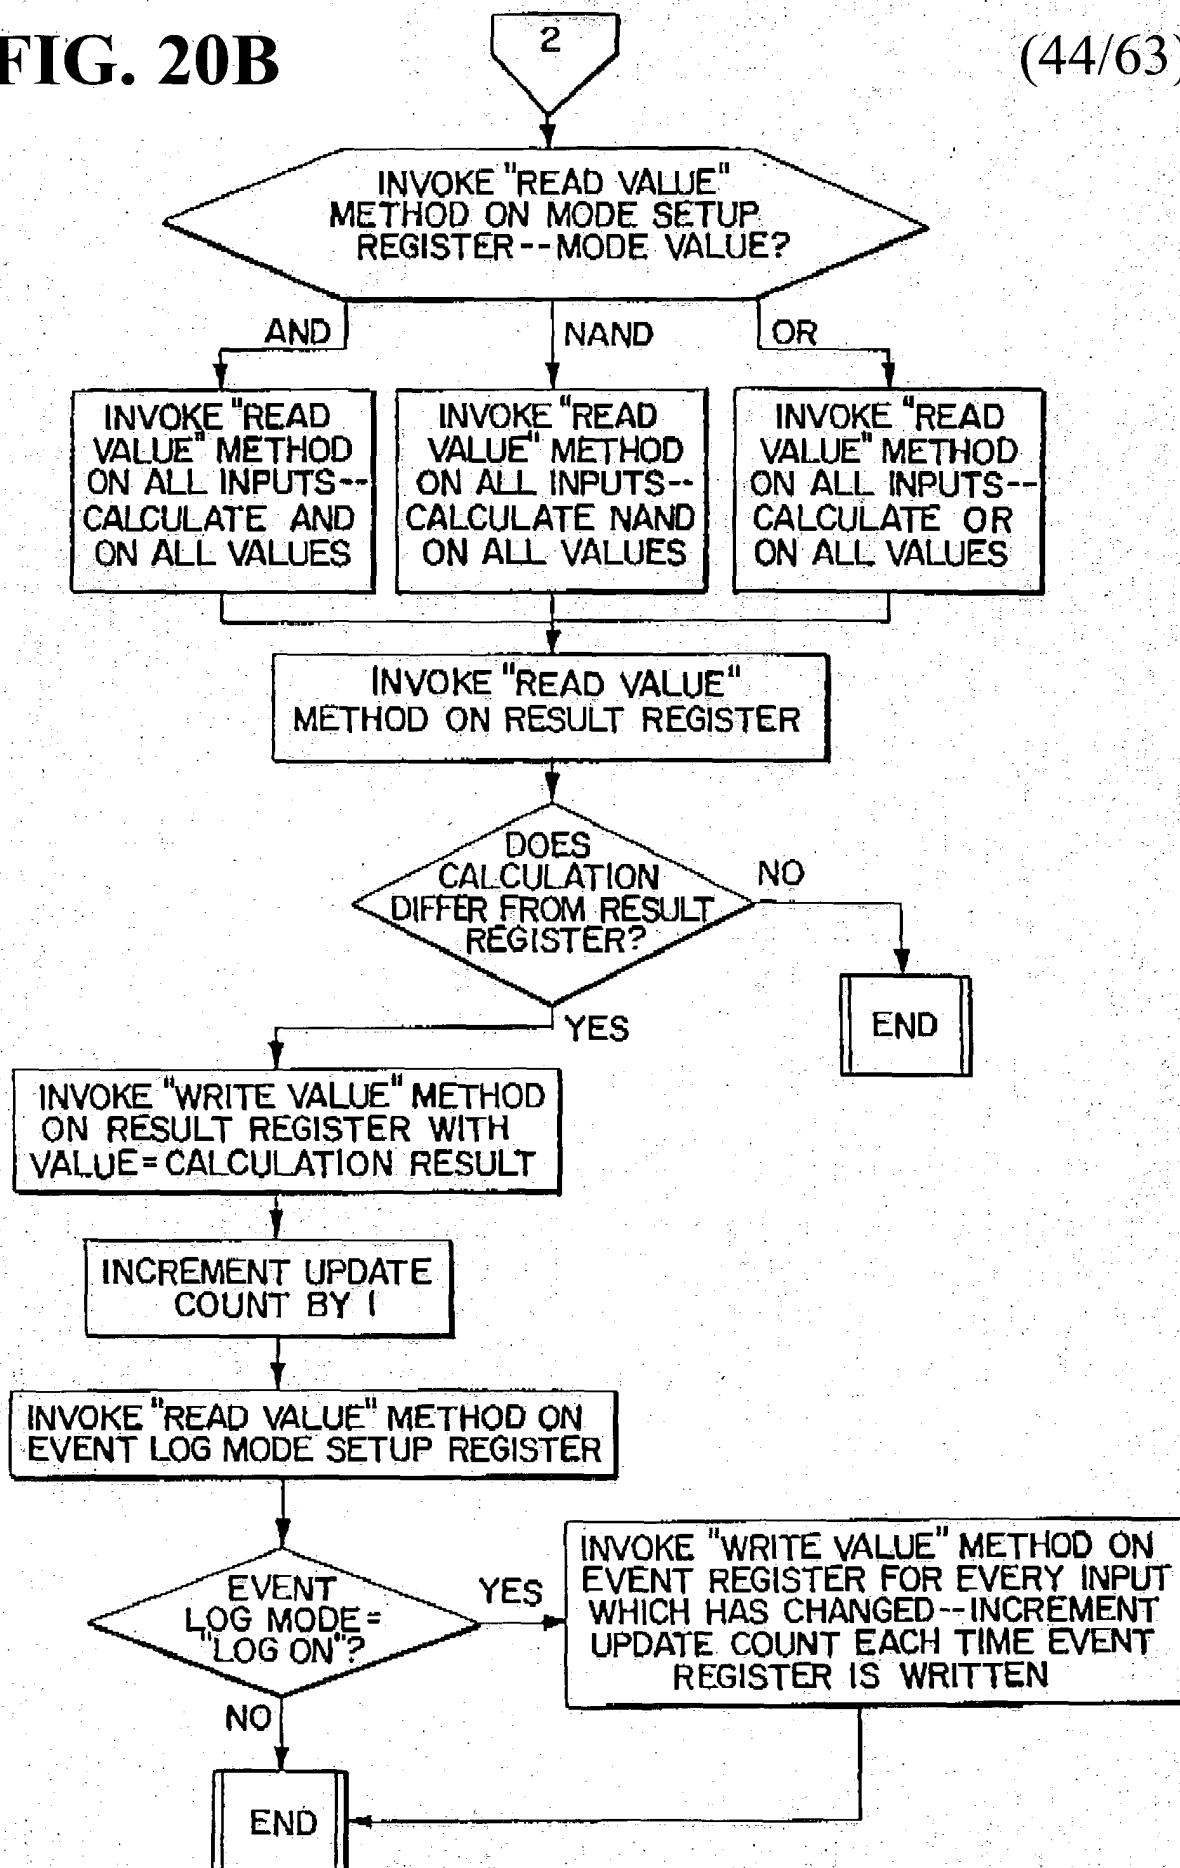 FIG. 20B
2
(44/63)
INVOKE "READ VALUE"
METHOD ON MODE SETUP
REGISTER--MODE VALUE?
AND
NAND
OR
INVOKE "READ
VALUE" METHOD
ON ALL INPUTS--
CALCULATE AND
ON ALL VALUES
INVOKE "READ
VALUE" METHOD
ON ALL INPUTS--
CALCULATE NAND
ON ALL VALUES
INVOKE "READ
VALUE" METHOD
ON ALL INPUTS--
CALCULATE OR
ON ALL VALUES
INVOKE "READ VALUE"
METHOD ON RESULT REGISTER
DOES
CALCULATION
DIFFER FROM RESULT
REGISTER?
NO
END
YES
INVOKE "WRITE VALUE" METHOD
ON RESULT REGISTER WITH
VALUE=CALCULATION RESULT
INCREMENT UPDATE
COUNT BY 1
INVOKE "READ VALUE" METHOD ON
EVENT LOG MODE SETUP REGISTER
EVENT
LOG MODE=
"LOG ON"?
YES
INVOKE "WRITE VALUE" METHOD ON
EVENT REGISTER FOR EVERY INPUT
WHICH HAS CHANGED--INCREMENT
UPDATE COUNT EACH TIME EVENT
REGISTER IS WRITTEN
NO
END